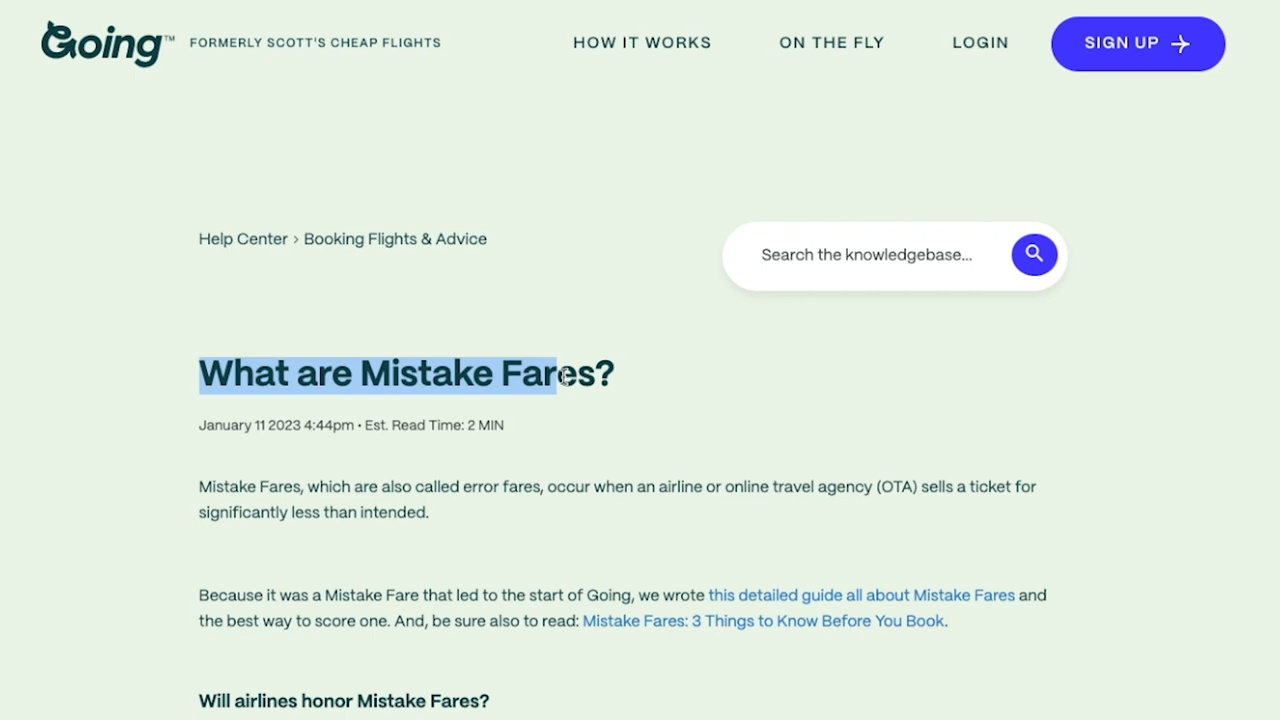 Going™ FORMERLY SCOTT'S CHEAP FLIGHTS HOW IT WORKS ON THE FLY LOGIN SIGN UP
Help Center › Booking Flights & Advice
Search the knowledgebase...
What are Mistake Fares?
January 11 2023 4:44pm • Est. Read Time: 2 MIN
Mistake Fares, which are also called error fares, occur when an airline or online travel agency (OTA) sells a ticket for
significantly less than intended.
Because it was a Mistake Fare that led to the start of Going, we wrote this detailed guide all about Mistake Fares and
the best way to score one. And, be sure also to read: Mistake Fares: 3 Things to Know Before You Book.
Will airlines honor Mistake Fares?